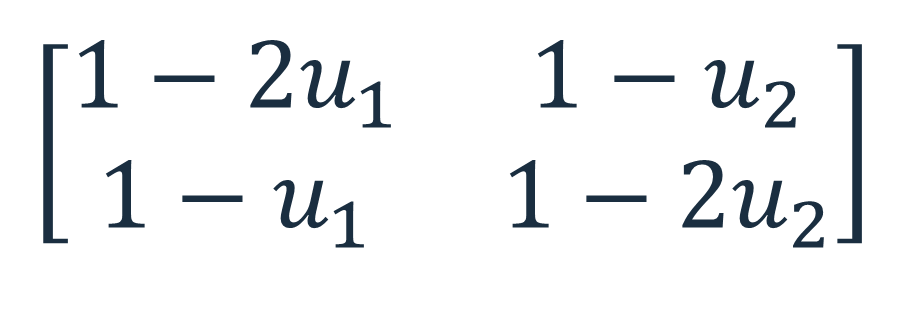 [1 − 2u₁ 1 − u₂
1 − u₁ 1 − 2u₂]